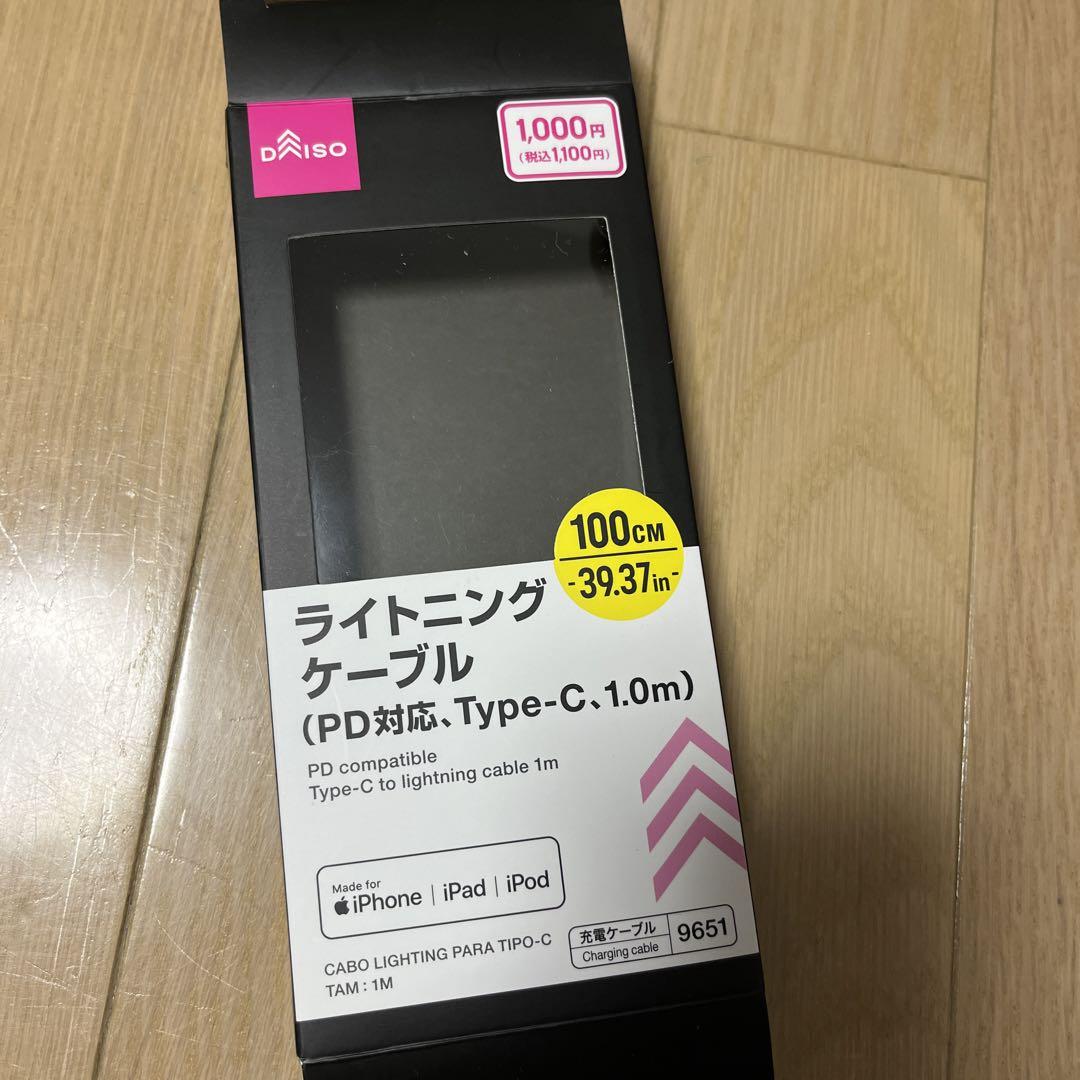 DAISO
1,000円
(税込1,100円)
100CM
-39.37in-
ライトニング
ケーブル
(PD対応、Type-C、1.0m)
PD compatible
Type-C to lightning cable 1m
Made for
iPhone | iPad | iPod
充電ケーブル
Charging cable
9651
CABO LIGHTING PARA TIPO-C
TAM : 1M